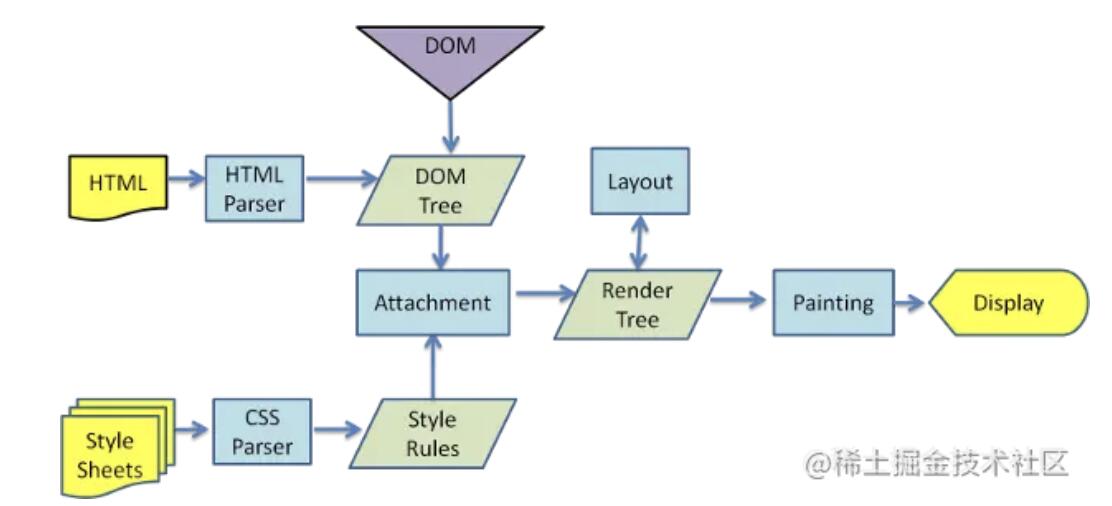 DOM
HTML
HTML
Parser
DOM
Tree
Layout
Attachment
Render
Tree
Painting
Display
Style
Sheets
CSS
Parser
Style
Rules
@稀土掘金技术社区